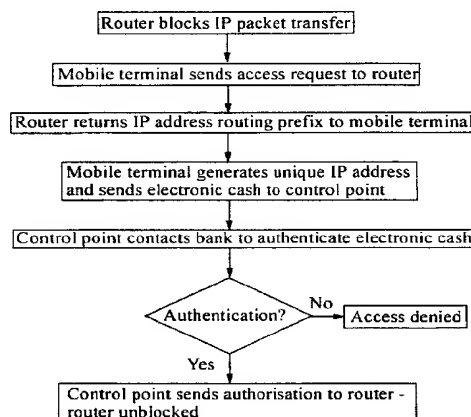 Router blocks IP packet transfer
Mobile terminal sends access request to router
Router returns IP address routing prefix to mobile terminal
Mobile terminal generates unique IP address
and sends electronic cash to control point
Control point contacts bank to authenticate electronic cash
Authentication?
No
Access denied
Yes
Control point sends authorisation to router -
router unblocked